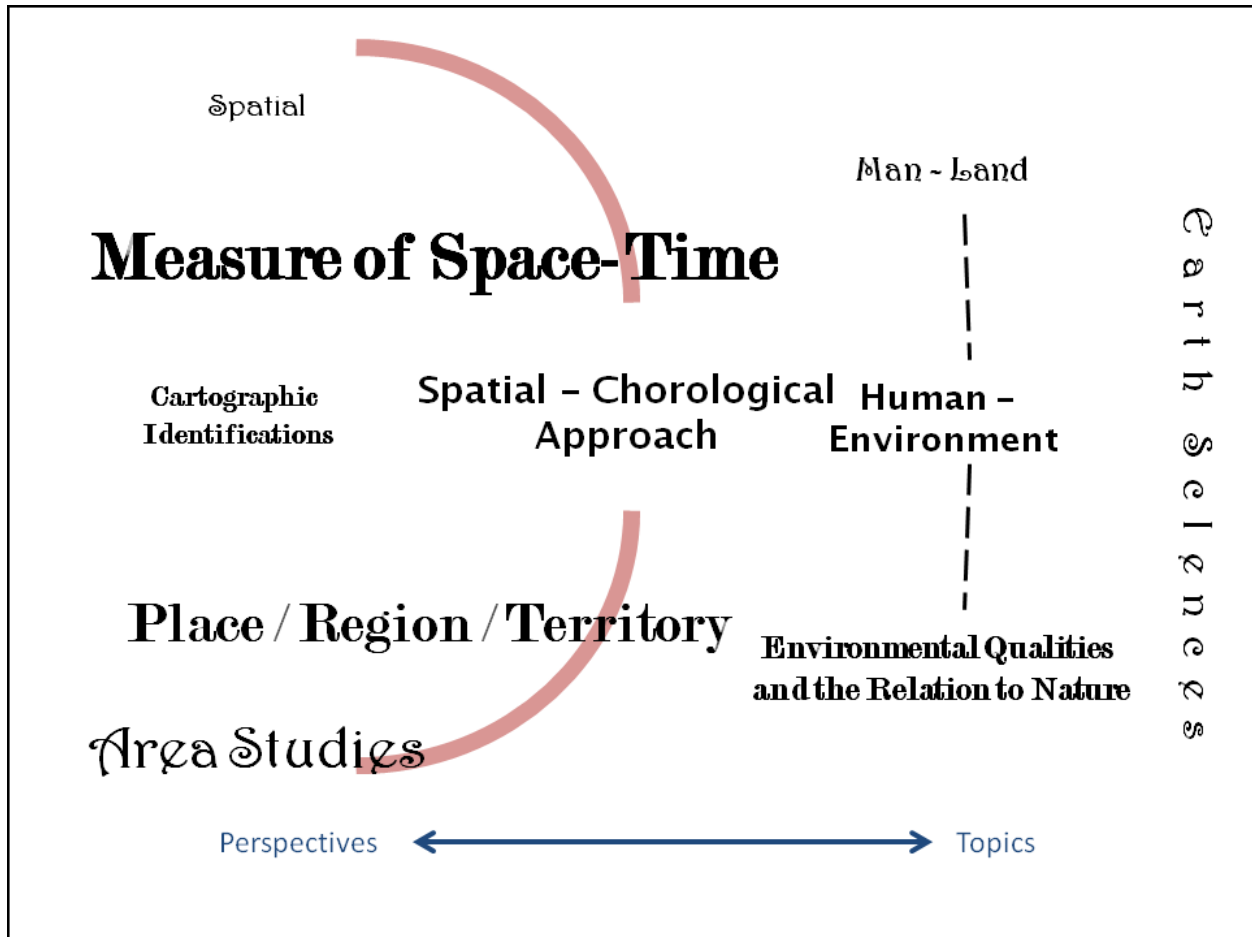 Spatial
Man ~ Land
Measure of Space-Time
Cartographic
Identifications
Spatial – Chorological
Approach
Human –
Environment
Place / Region / Territory
Environmental Qualities
and the Relation to Nature
Area Studies
Earth Sciences
Perspectives
Topics